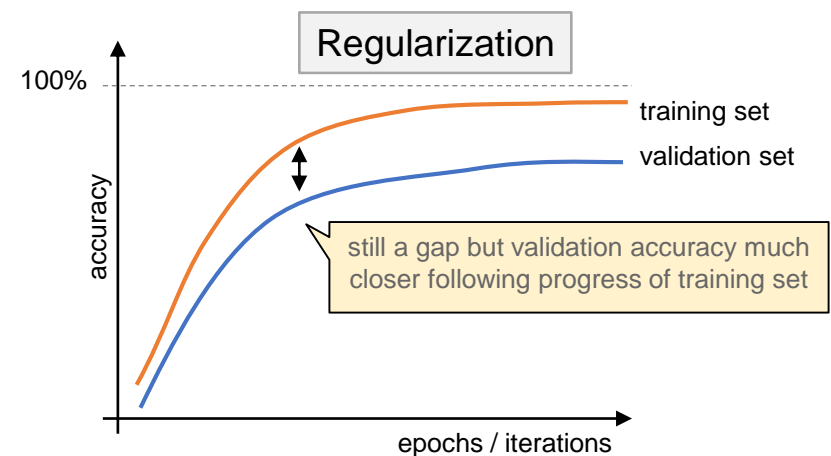 Regularization
100%
training set
validation set
accuracy
still a gap but validation accuracy much
closer following progress of training set
epochs / iterations